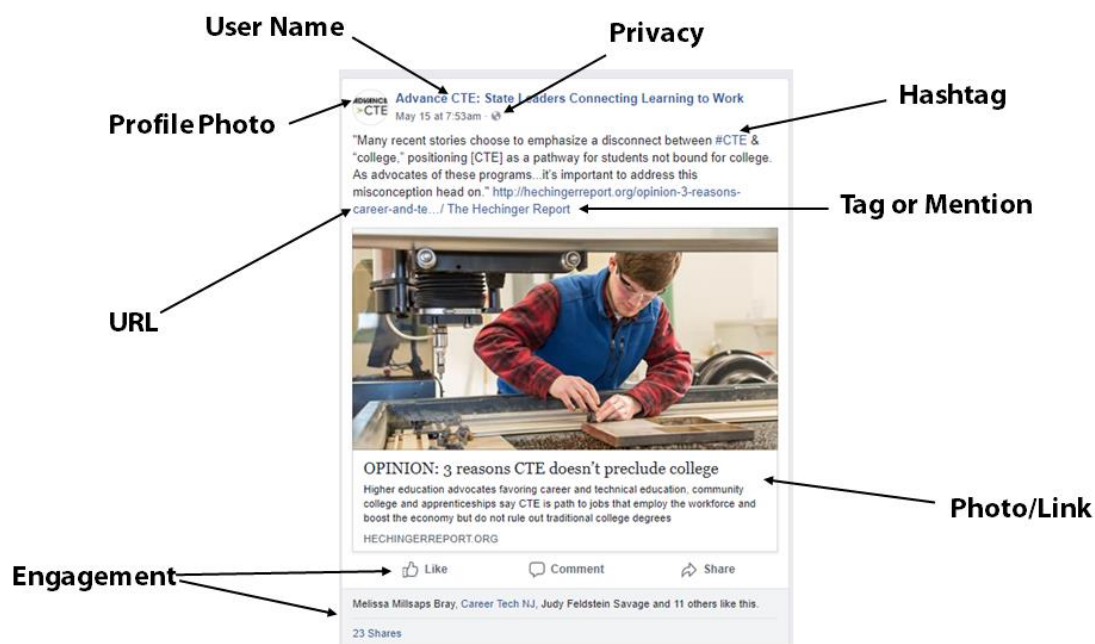 User Name
Privacy
Hashtag
Profile Photo
Tag or Mention
URL
Photo/Link
Engagement
ADVANCE
>CTE
Advance CTE: State Leaders Connecting Learning to Work
May 15 at 7:53am ·
"Many recent stories choose to emphasize a disconnect between #CTE &
"college," positioning [CTE] as a pathway for students not bound for college.
As advocates of these programs...it's important to address this
misconception head on." http://hechingerreport.org/opinion-3-reasons-
career-and-te…/ The Hechinger Report
OPINION: 3 reasons CTE doesn't preclude college
Higher education advocates favoring career and technical education, community
college and apprenticeships say CTE is path to jobs that employ the workforce and
boost the economy but do not rule out traditional college degrees
HECHINGERREPORT.ORG
Like
Comment
Share
Melissa Millsaps Bray, Career Tech NJ, Judy Feldstein Savage and 11 others like this.
23 Shares